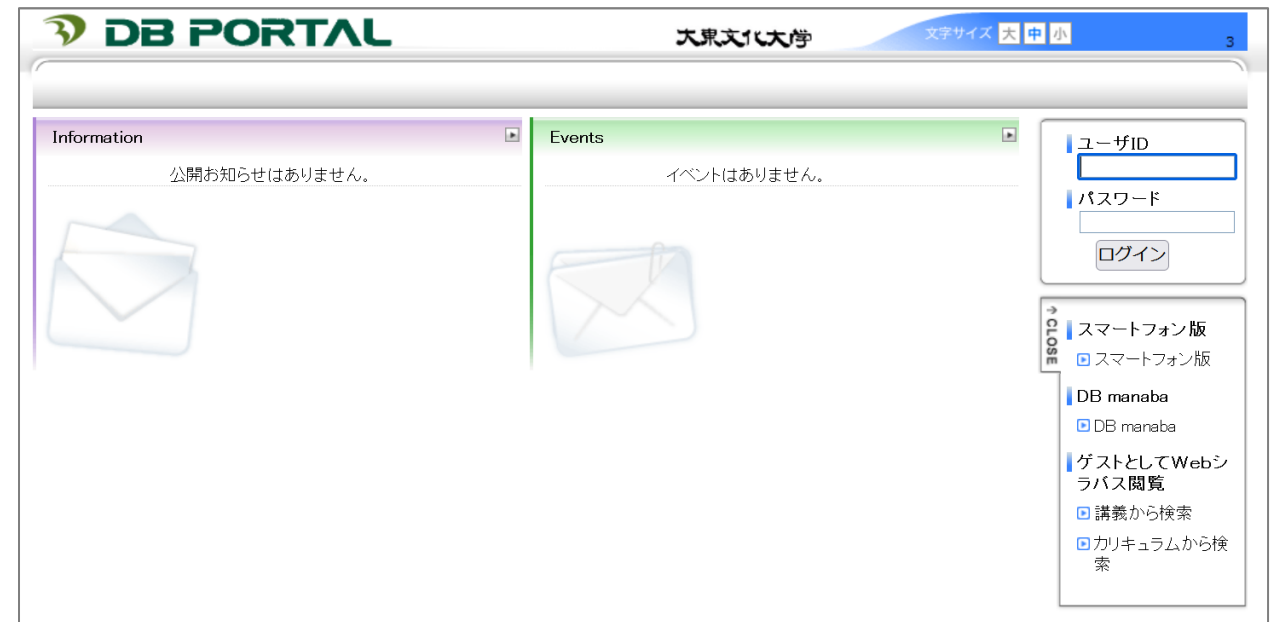 DB PORTAL
大東文化大学
文字サイズ 大 中 小
3
Information
公開お知らせはありません。
Events
イベントはありません。
ユーザID
パスワード
ログイン
↑CLOSE
スマートフォン版
スマートフォン版
DB manaba
DB manaba
ゲストとしてWebシ
ラバス閲覧
講義から検索
カリキュラムから検
索